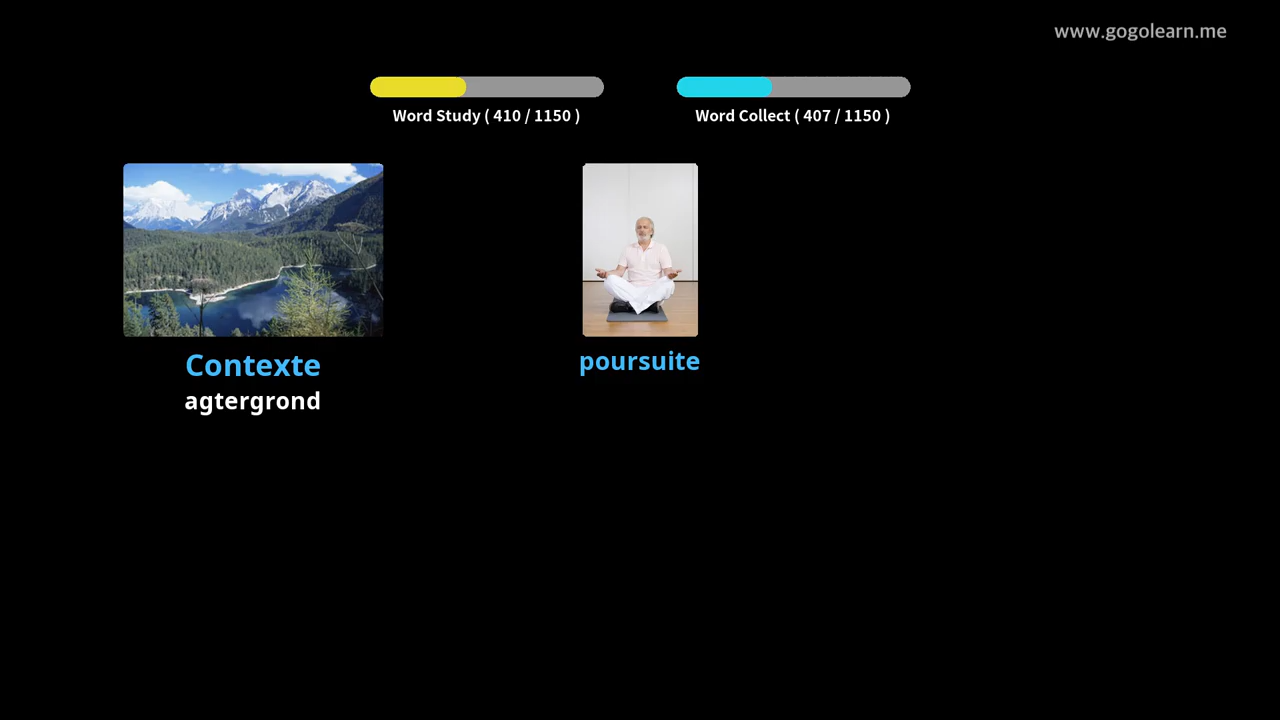 www.gogolearn.me
Word Study ( 410 / 1150 )
Word Collect ( 407 / 1150 )
Contexte
agtergrond
poursuite